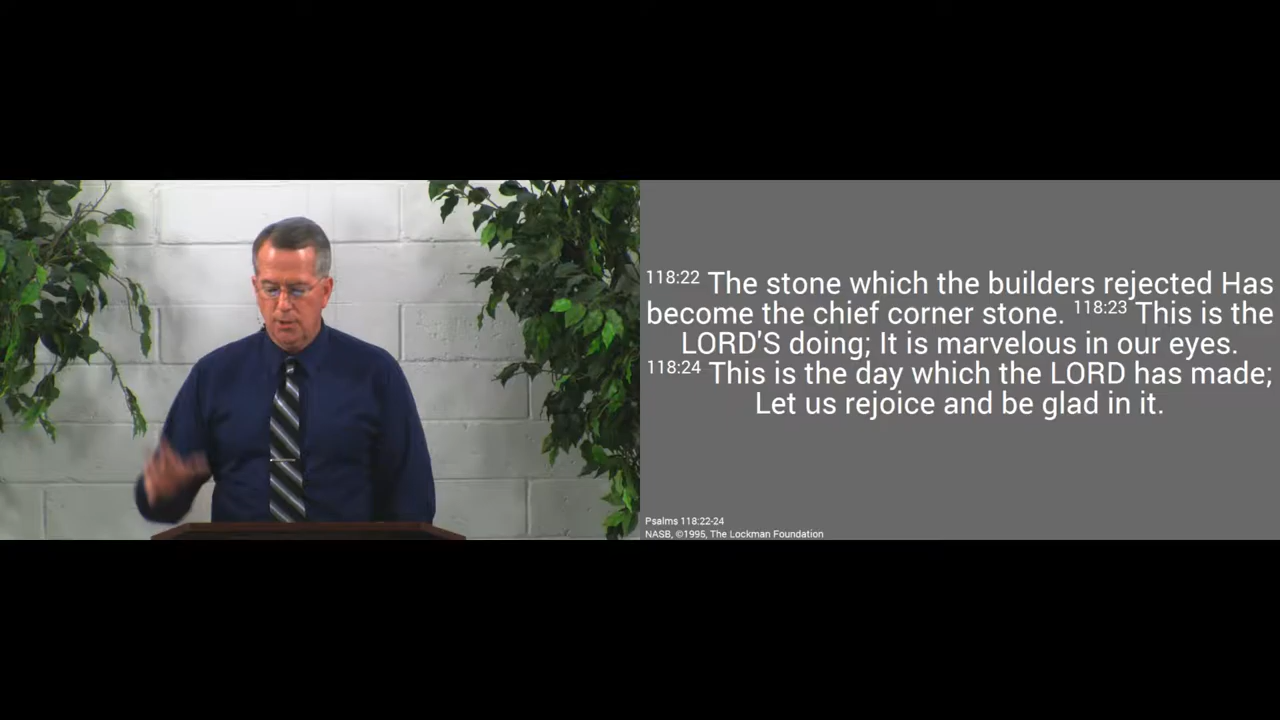 118:22 The stone which the builders rejected Has
become the chief corner stone. 118:23 This is the
LORD'S doing; It is marvelous in our eyes.
118:24 This is the day which the LORD has made;
Let us rejoice and be glad in it.
Psalms 118:22-24
NASB, ©1995, The Lockman Foundation